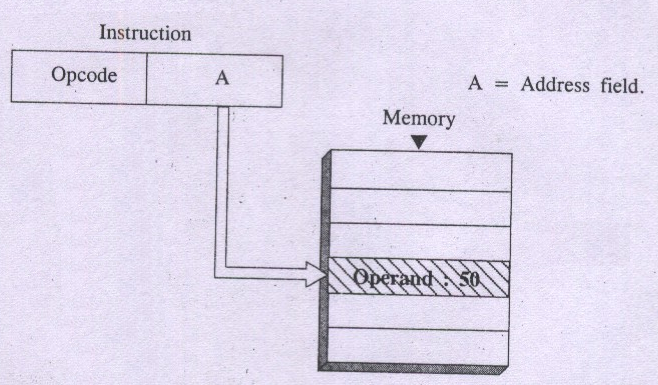 Instruction
Opcode A
A = Address field.
Memory
Operand : 50